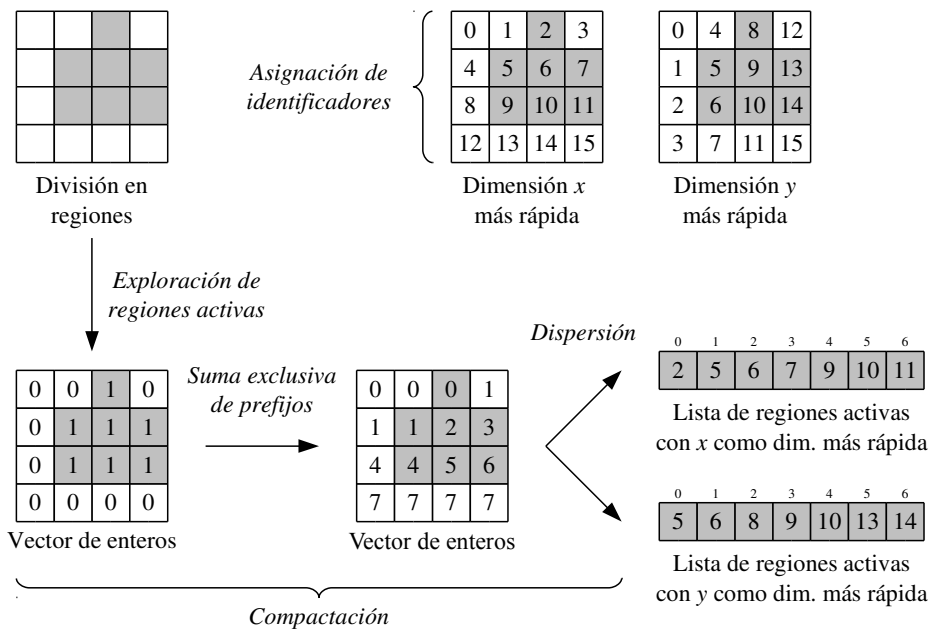 0 1 2 3
4 5 6 7
8 9 10 11
12 13 14 15
0 4 8 12
1 5 9 13
2 6 10 14
3 7 11 15
Asignación de
identificadores
División en
regiones
Dimensión x
más rápida
Dimensión y
más rápida
Exploración de
regiones activas
0 0 1 0
0 1 1 1
0 1 1 1
0 0 0 0
Vector de enteros
Suma exclusiva
de prefijos
0 0 0 1
1 1 2 3
4 4 5 6
7 7 7 7
Vector de enteros
Dispersión
0 1 2 3 4 5 6
2 5 6 7 9 10 11
Lista de regiones activas
con x como dim. más rápida
0 1 2 3 4 5 6
5 6 8 9 10 13 14
Lista de regiones activas
con y como dim. más rápida
Compactación